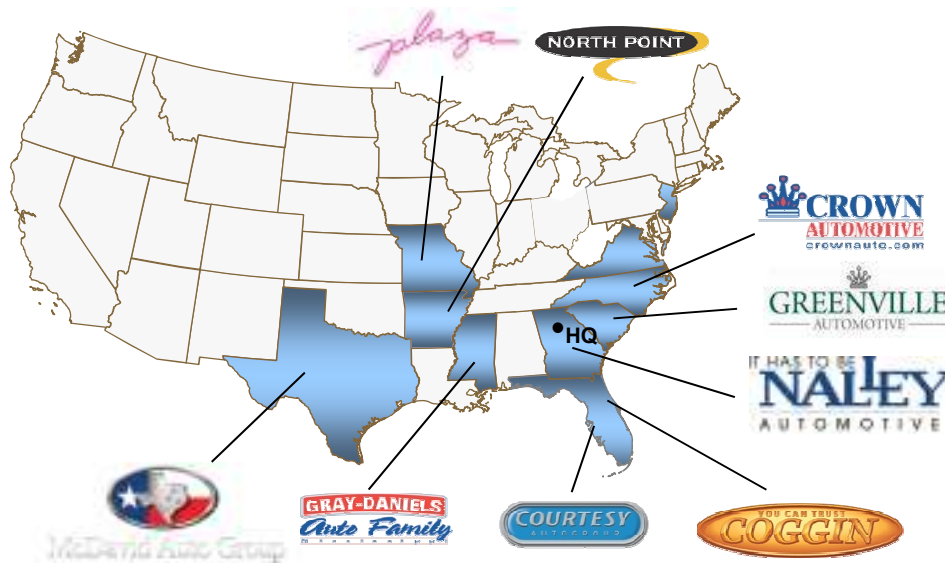 plaza
NORTH POINT
CROWN
AUTOMOTIVE
crownauto.com
GREENVILLE
AUTOMOTIVE
HQ
IT HAS TO BE
NALLEY
AUTOMOTIVE
McDavid Auto Group
GRAY-DANIELS
Auto Family
COURTESY
AUTOGROUP
YOU CAN TRUST
COGGIN